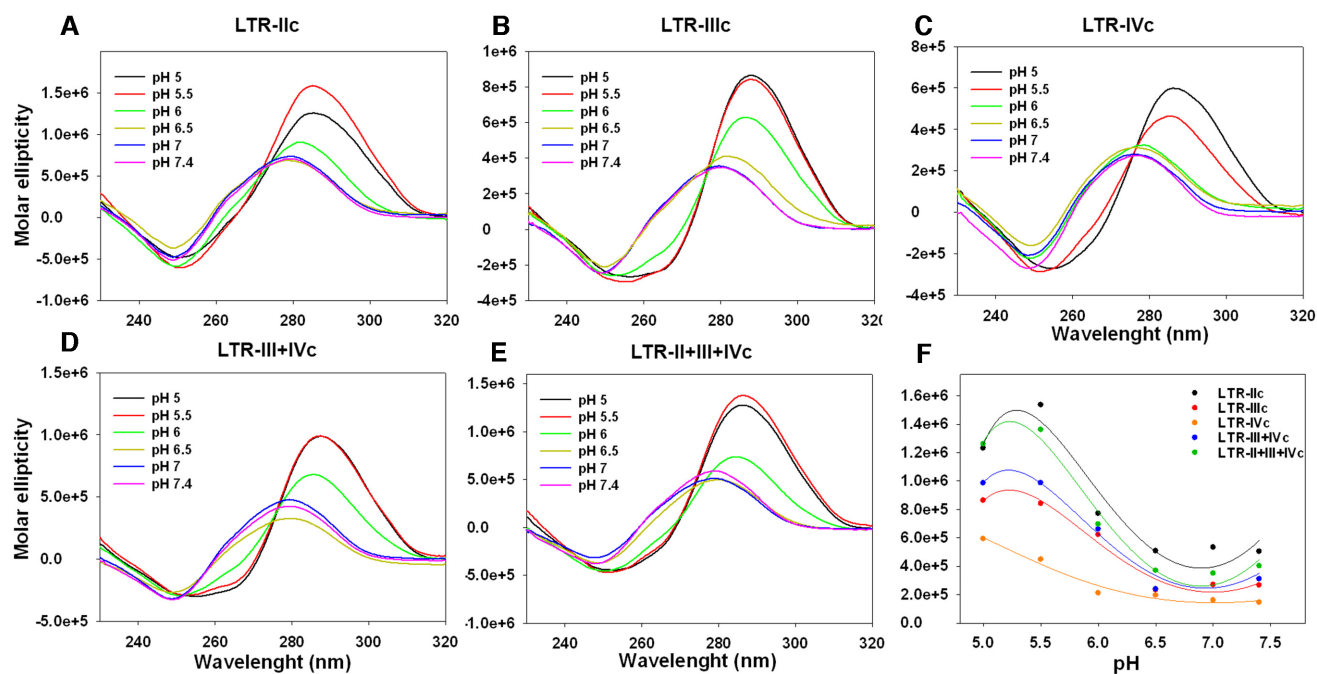 A
LTR-IIc
Molar ellipticity
1.5e+6
1.0e+6
5.0e+5
0.0
-5.0e+5
-1.0e+6
pH 5
pH 5.5
pH 6
pH 6.5
pH 7
pH 7.4
240 260 280 300 320
B
LTR-IIIc
1e+6
8e+5
6e+5
4e+5
2e+5
0
-2e+5
-4e+5
pH 5
pH 5.5
pH 6
pH 6.5
pH 7
pH 7.4
240 260 280 300 320
C
LTR-IVc
8e+5
6e+5
4e+5
2e+5
0
-2e+5
-4e+5
pH 5
pH 5.5
pH 6
pH 6.5
pH 7
pH 7.4
240 260 280 300 320
Wavelenght (nm)
D
LTR-III+IVc
Molar ellipticity
1.5e+6
1.0e+6
5.0e+5
0.0
-5.0e+5
pH 5
pH 5.5
pH 6
pH 6.5
pH 7
pH 7.4
240 260 280 300 320
Wavelenght (nm)
E
LTR-II+III+IVc
1.5e+6
1.0e+6
5.0e+5
0.0
-5.0e+5
-1.0e+6
pH 5
pH 5.5
pH 6
pH 6.5
pH 7
pH 7.4
240 260 280 300 320
Wavelenght (nm)
F
1.6e+6
1.4e+6
1.2e+6
1.0e+6
8.0e+5
6.0e+5
4.0e+5
2.0e+5
0.0
LTR-IIc
LTR-IIIc
LTR-IVc
LTR-III+IVc
LTR-II+III+IVc
5.0 5.5 6.0 6.5 7.0 7.5
pH